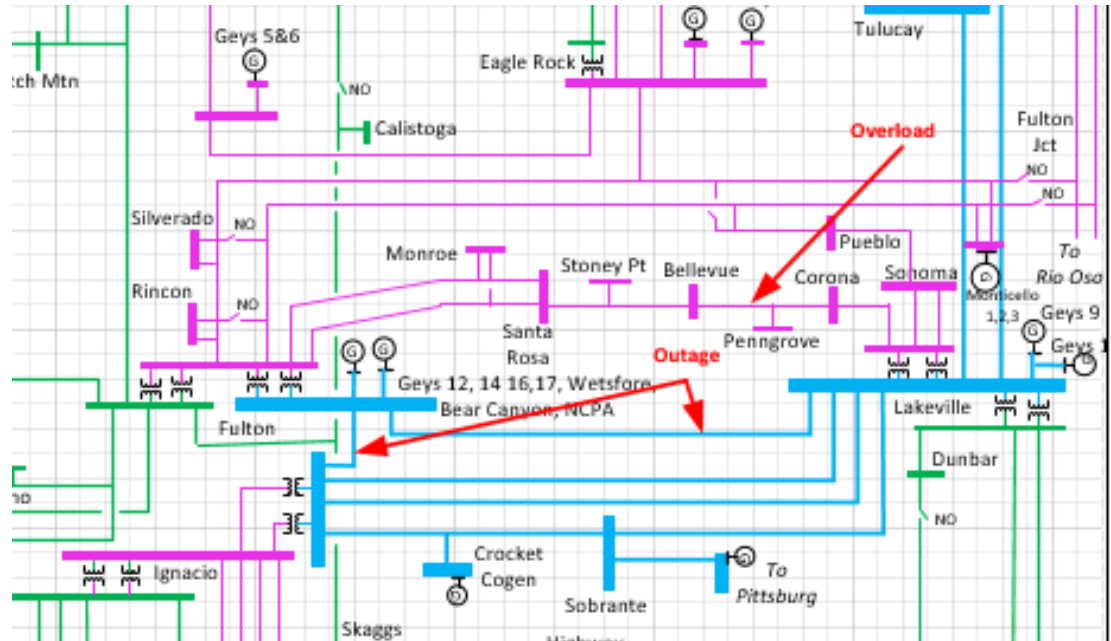 Geys 5&6
G
G
G
Tulucay
Eagle Rock
tch Mtn
NO
Calistoga
Overload
Fulton
Jct
NO
NO
Silverado
NO
Monroe
Stoney Pt
Bellevue
Pueblo
Corona
Sonoma
To
Rio Oso
G
Monticello
1,2,3
Geys 9
G
Geys 1
G
Rincon
NO
Santa
Rosa
Penngrove
Outage
G
G
Geys 12, 14 16,17, Wetsfore,
Bear Canyon, NCPA
Lakeville
Fulton
Dunbar
NO
no
Ignacio
Crocket
Cogen
G
Sobrante
G
To
Pittsburg
Skaggs
Highway